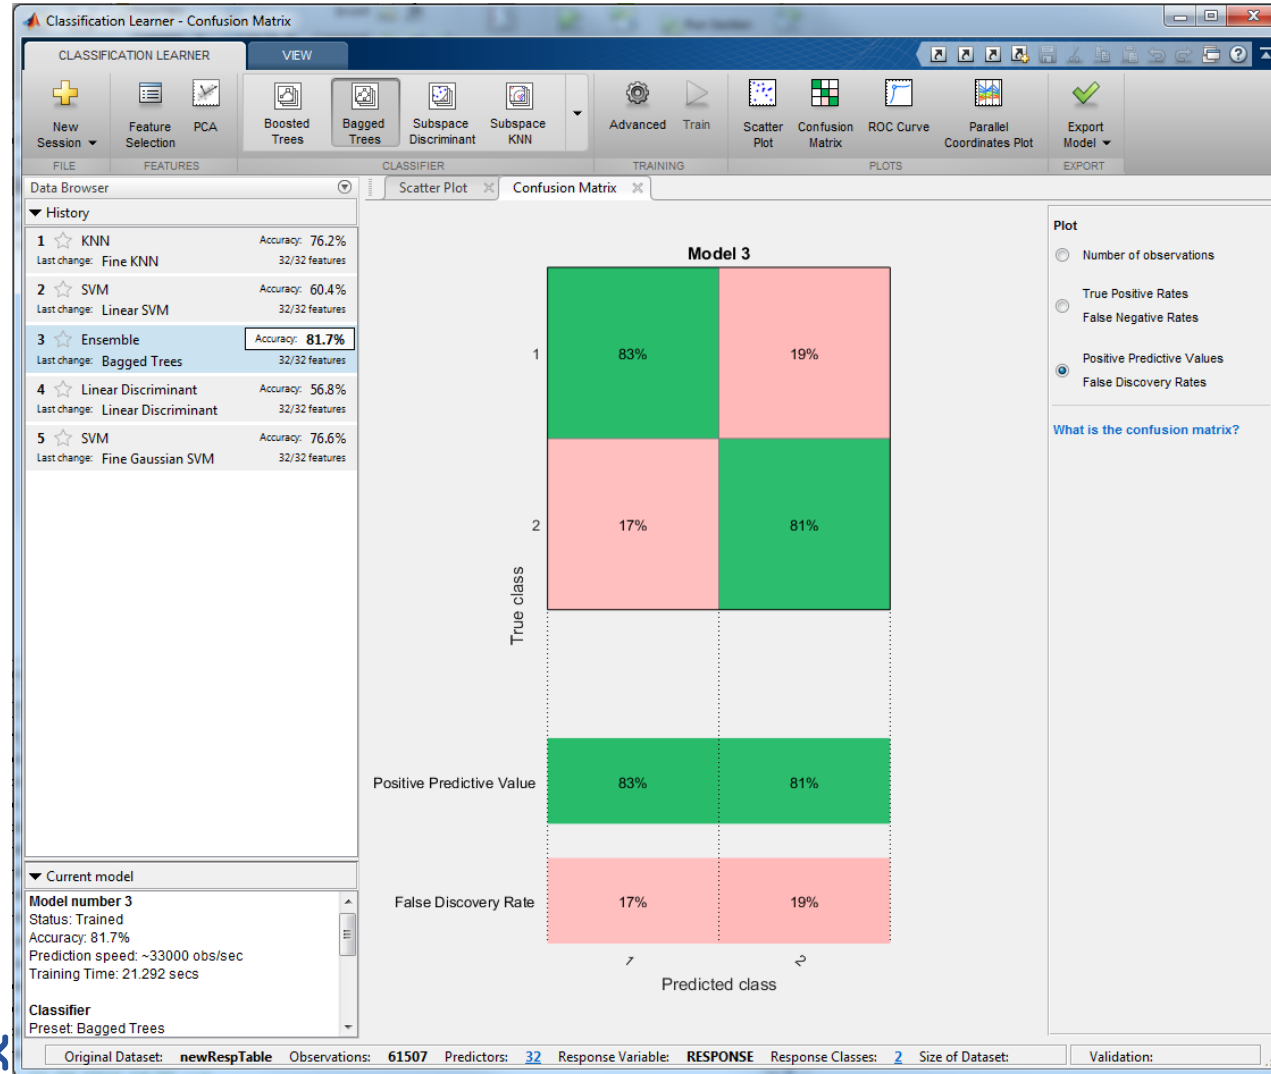 Classification Learner - Confusion Matrix
CLASSIFICATION LEARNER
VIEW
New
Session
Feature
Selection
PCA
Boosted
Trees
Bagged
Trees
Subspace
Discriminant
Subspace
KNN
Advanced
Train
Scatter
Plot
Confusion
Matrix
ROC Curve
Parallel
Coordinates Plot
Export
Model
FILE
FEATURES
CLASSIFIER
TRAINING
PLOTS
EXPORT
Data Browser
History
1 KNN Accuracy: 76.2%
Last change: Fine KNN 32/32 features
2 SVM Accuracy: 60.4%
Last change: Linear SVM 32/32 features
3 Ensemble Accuracy: 81.7%
Last change: Bagged Trees 32/32 features
4 Linear Discriminant Accuracy: 56.8%
Last change: Linear Discriminant 32/32 features
5 SVM Accuracy: 76.6%
Last change: Fine Gaussian SVM 32/32 features
Current model
Model number 3
Status: Trained
Accuracy: 81.7%
Prediction speed: ~33000 obs/sec
Training Time: 21.292 secs
Classifier
Preset: Bagged Trees
Scatter Plot
Confusion Matrix
Model 3
1 83% 19%
2 17% 81%
True class
Positive Predictive Value 83% 81%
False Discovery Rate 17% 19%
1 2
Predicted class
Plot
Number of observations
True Positive Rates
False Negative Rates
Positive Predictive Values
False Discovery Rates
What is the confusion matrix?
Original Dataset: newRespTable Observations: 61507 Predictors: 32 Response Variable: RESPONSE Response Classes: 2 Size of Dataset: Validation: